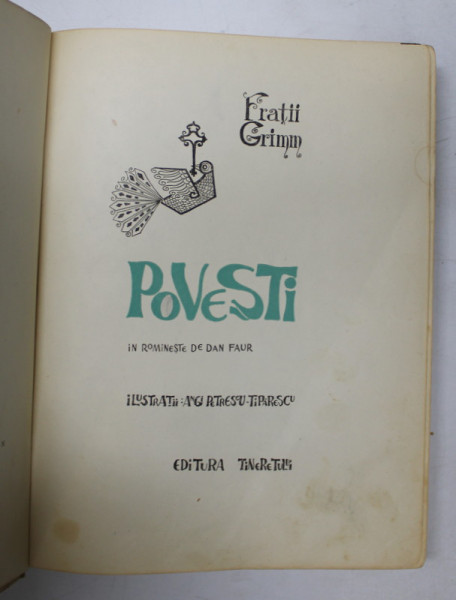 Frații
Grimm
POVEȘTI
ÎN ROMÎNEȘTE DE DAN FAUR
ILUSTRAȚII: ANGI PETRESCU-TIPĂRESCU
EDITURA TINERETULUI